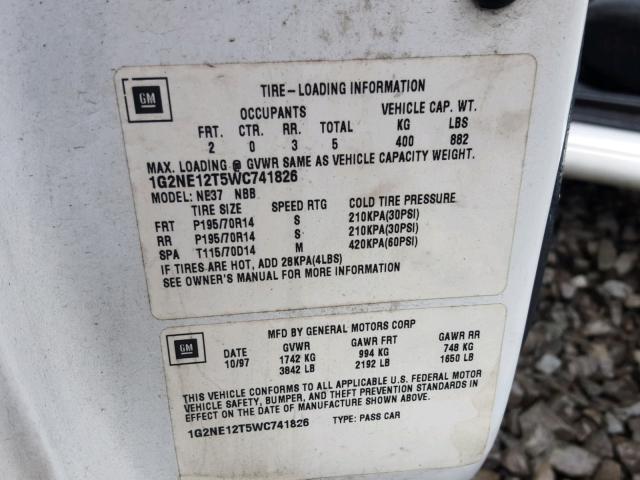 GM
TIRE-LOADING INFORMATION
OCCUPANTS VEHICLE CAP. WT.
FRT. CTR. RR. TOTAL KG LBS
2 0 3 5 400 882
MAX. LOADING @ GVWR SAME AS VEHICLE CAPACITY WEIGHT.
1G2NE12T5WC741826
MODEL: NE37 NBB
TIRE SIZE SPEED RTG COLD TIRE PRESSURE
FRT P195/70R14 S 210KPA(30PSI)
RR P195/70R14 S 210KPA(30PSI)
SPA T115/70D14 M 420KPA(60PSI)
IF TIRES ARE HOT, ADD 28KPA(4LBS)
SEE OWNER'S MANUAL FOR MORE INFORMATION
GM
MFD BY GENERAL MOTORS CORP
DATE GVWR GAWR FRT GAWR RR
10/97 1742 KG 994 KG 748 KG
3842 LB 2192 LB 1650 LB
THIS VEHICLE CONFORMS TO ALL APPLICABLE U.S. FEDERAL MOTOR
VEHICLE SAFETY, BUMPER, AND THEFT PREVENTION STANDARDS IN
EFFECT ON THE DATE OF MANUFACTURE SHOWN ABOVE.
1G2NE12T5WC741826 TYPE: PASS CAR